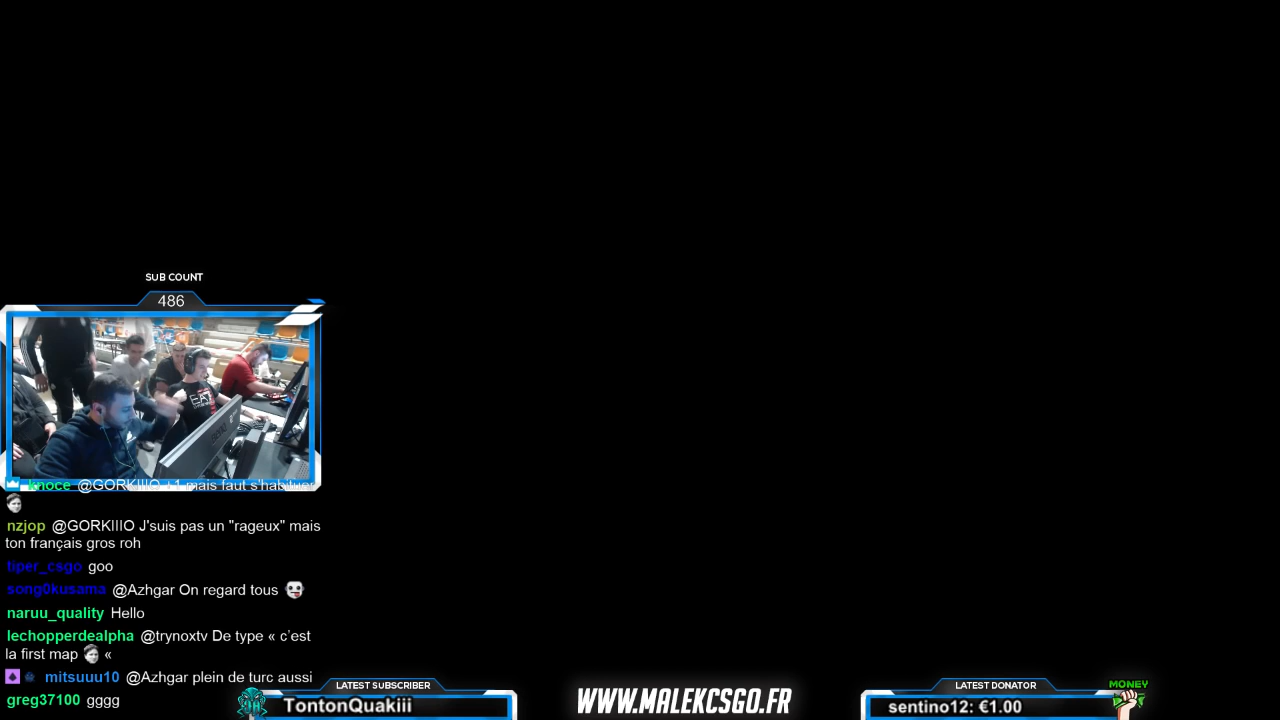 SUB COUNT
486
knoce @GORKIIIO +1 mais faut s'habituer
nzjop @GORKIIIO J'suis pas un "rageux" mais
ton français gros roh
tiper_csgo goo
song0kusama @Azhgar On regard tous
naruu_quality Hello
lechopperdealpha @trynoxtv De type « c'est
la first map «
mitsuuu10 @Azhgar plein de turc aussi
greg37100 gggg
LATEST SUBSCRIBER
TontonQuakiii
WWW.MALEKCSGO.FR
LATEST DONATOR
sentino12: €1.00
MONEY